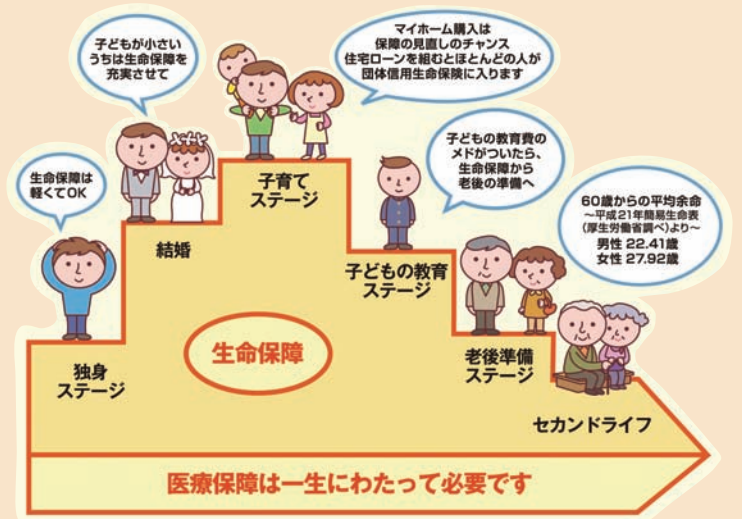 子どもが小さい
うちは生命保障を
充実させて
マイホーム購入は
保障の見直しのチャンス
住宅ローンを組むとほとんどの人が
団体信用生命保険に入ります
生命保障は
軽くてOK
子どもの教育費の
メドがついたら、
生命保障から
老後の準備へ
60歳からの平均余命
~平成21年簡易生命表
(厚生労働省調べ)より~
男性 22.41歳
女性 27.92歳
独身
ステージ
結婚
子育て
ステージ
子どもの教育
ステージ
老後準備
ステージ
セカンドライフ
生命保障
医療保障は一生にわたって必要です